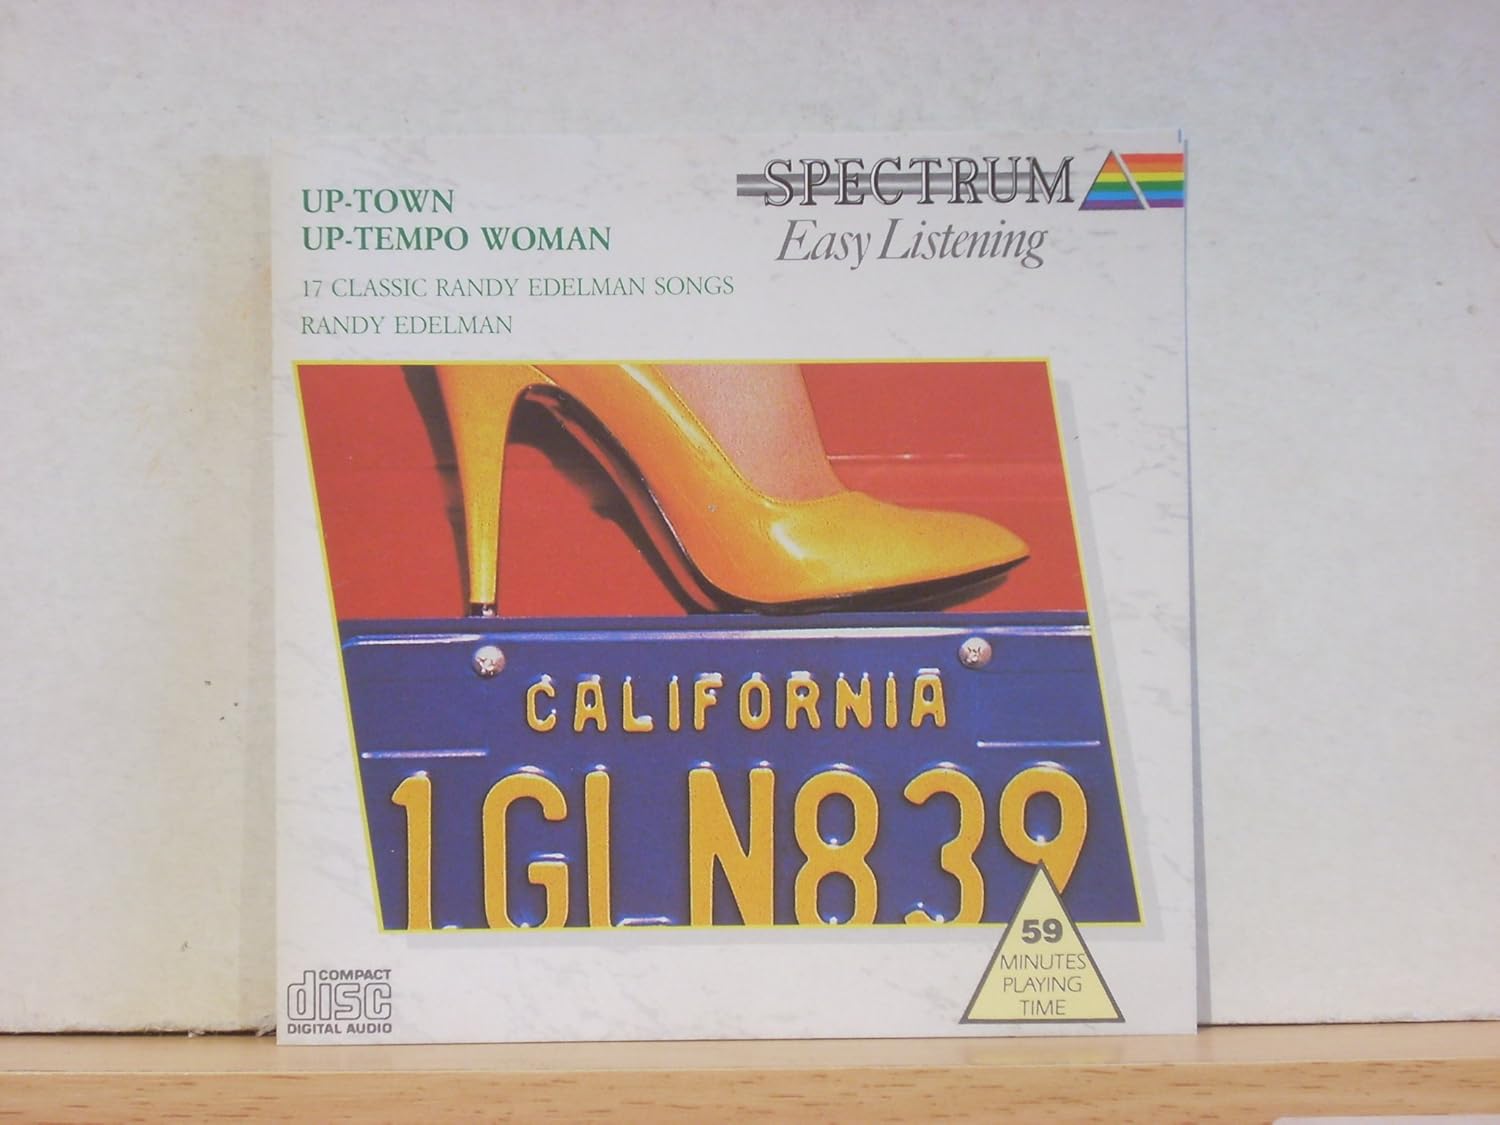 UP-TOWN
UP-TEMPO WOMAN
17 CLASSIC RANDY EDELMAN SONGS
RANDY EDELMAN
SPECTRUM
Easy Listening
CALIFORNIA
1GLN839
59
MINUTES
PLAYING
TIME
COMPACT
disc
DIGITAL AUDIO